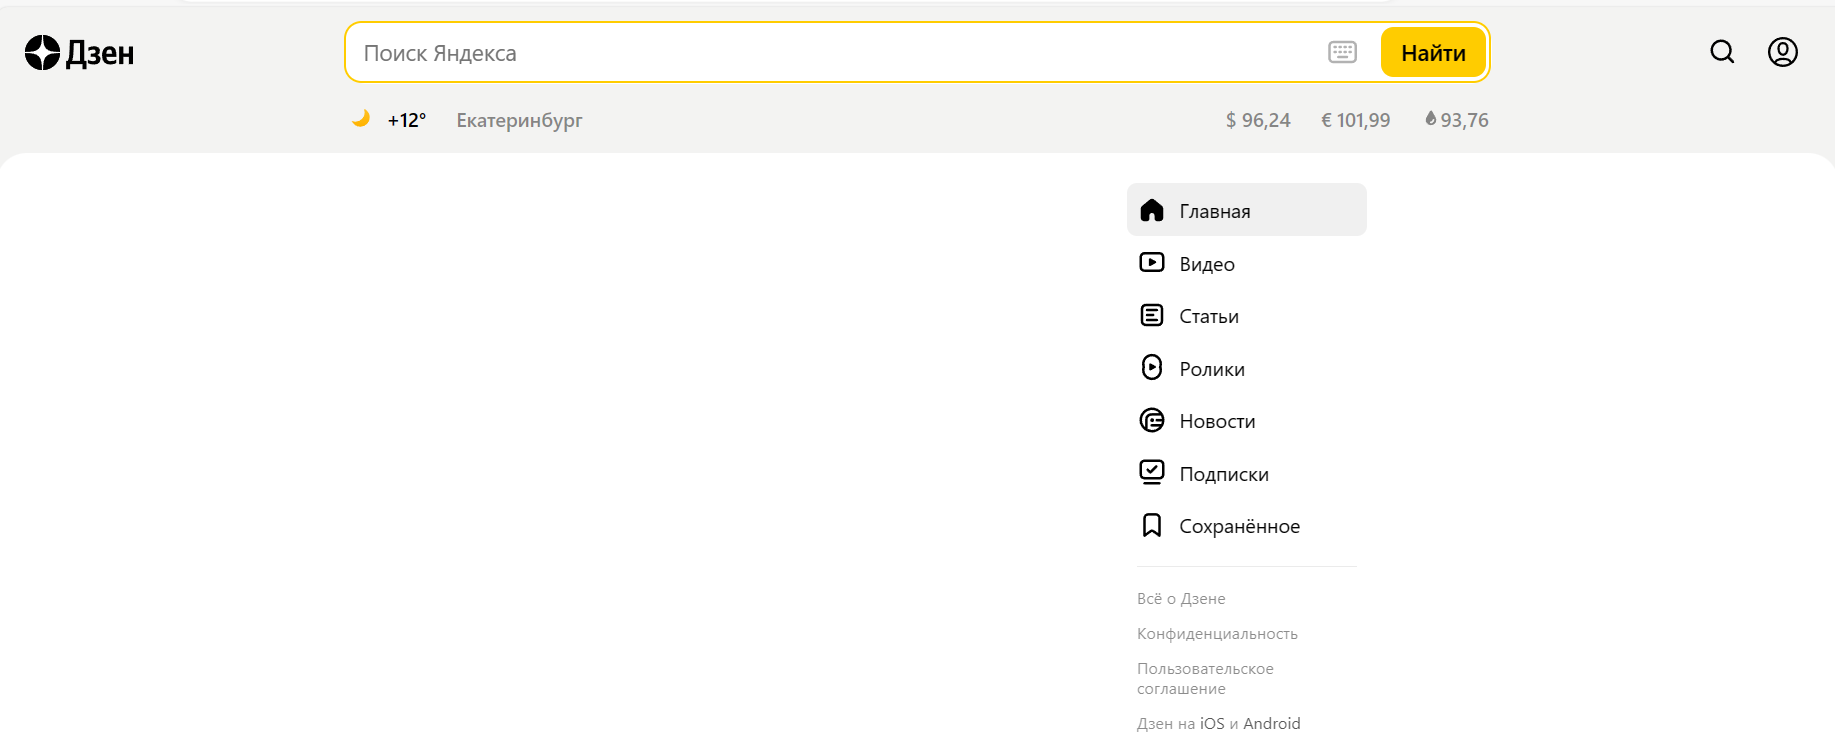 Дзен
Поиск Яндекса
Найти
+12° Екатеринбург
$ 96,24 € 101,99 93,76
Главная
Видео
Статьи
Ролики
Новости
Подписки
Сохранённое
Всё о Дзене
Конфиденциальность
Пользовательское
соглашение
Дзен на iOS и Android